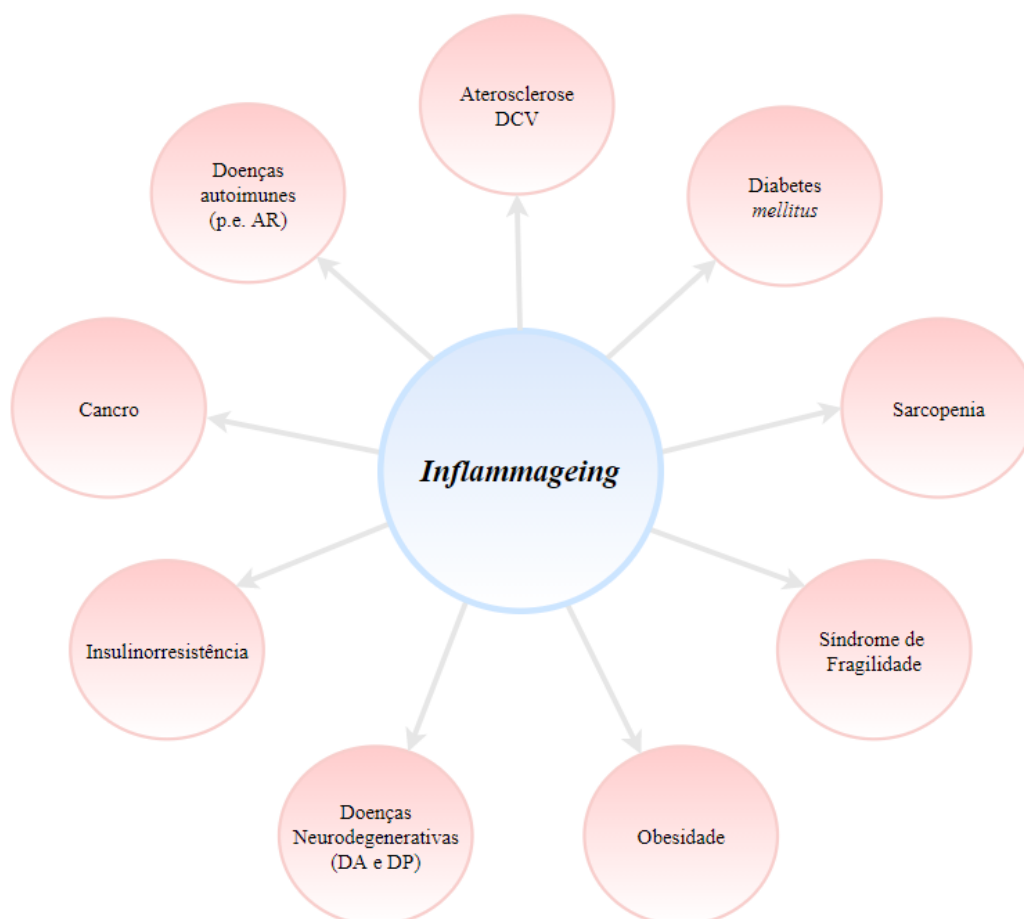 Aterosclerose
DCV
Doenças
autoimunes
(p.e. AR)
Diabetes
mellitus
Cancro
Sarcopenia
Inflammageing
Insulinorresistência
Síndrome de
Fragilidade
Doenças
Neurodegenerativas
(DA e DP)
Obesidade